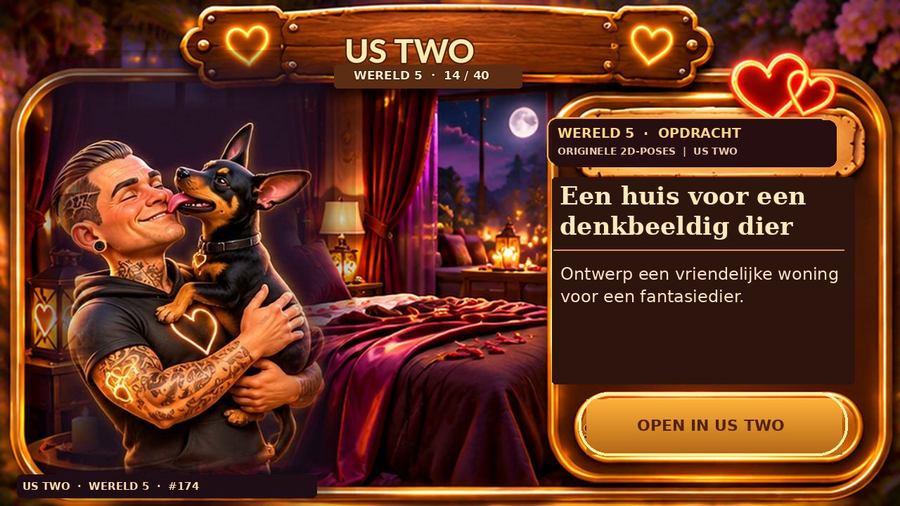 US TWO
WERELD 5 · 14 / 40
WERELD 5 · OPDRACHT
ORIGINELE 2D-POSES | US TWO
Een huis voor een
denkbeeldig dier
Ontwerp een vriendelijke woning
voor een fantasiedier.
OPEN IN US TWO
US TWO · WERELD 5 · #174